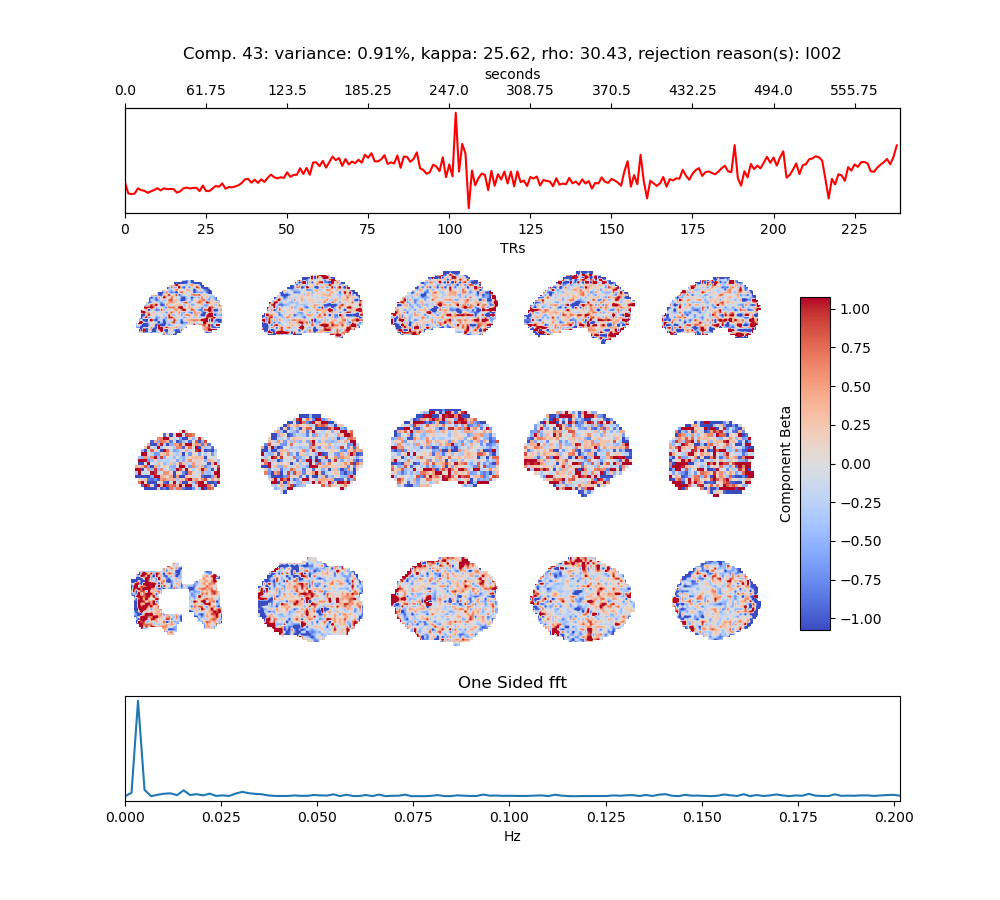 Comp. 43: variance: 0.91%, kappa: 25.62, rho: 30.43, rejection reason(s): I002
seconds
0.0 61.75 123.5 185.25 247.0 308.75 370.5 432.25 494.0 555.75
0 25 50 75 100 125 150 175 200 225
TRs
1.00
0.75
0.50
0.25
0.00
−0.25
−0.50
−0.75
−1.00
Component Beta
One Sided fft
0.000 0.025 0.050 0.075 0.100 0.125 0.150 0.175 0.200
Hz